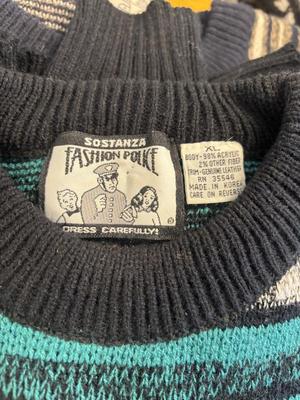 SOSTANZA
FASHION POLICE
DRESS CAREFULLY!
XL
BODY-98% ACRYLIC
2% OTHER FIBER
TRIM-GENUINE LEATHER
RN 35546
MADE IN KOREA
CARE ON REVERSE